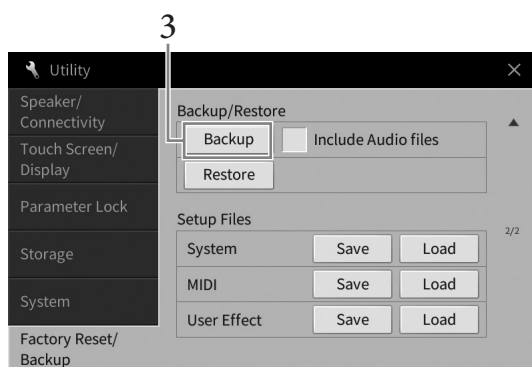 3
Utility
Speaker/
Connectivity
Touch Screen/
Display
Parameter Lock
Storage
System
Factory Reset/
Backup
Backup/Restore
Backup
Include Audio files
Restore
Setup Files
System Save Load
MIDI Save Load
User Effect Save Load
2/2